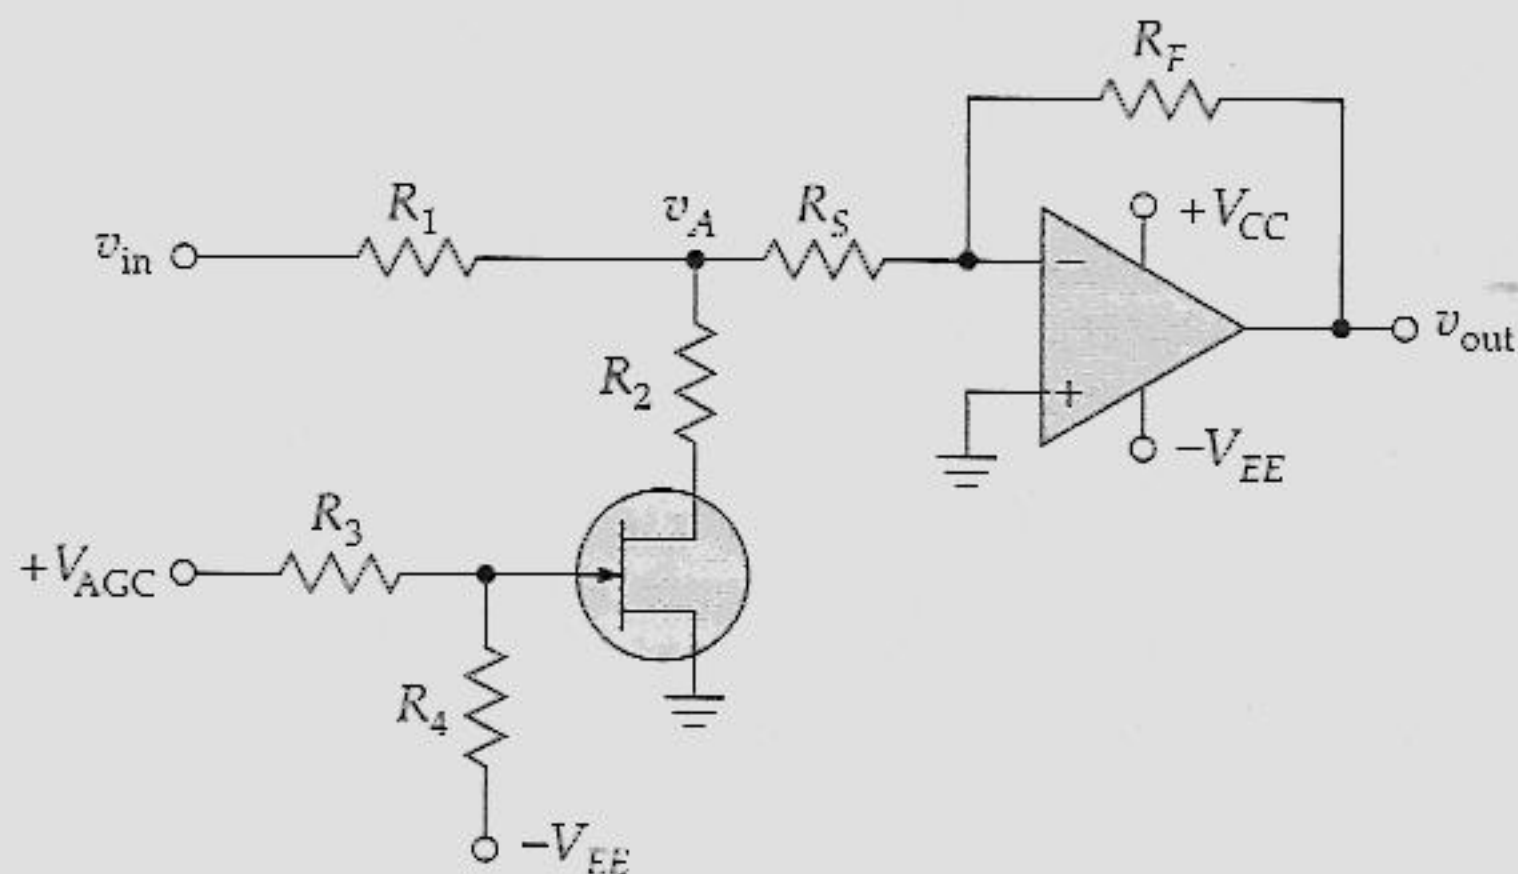 R_F
R_1
v_A
R_S
+V_CC
v_in
−
v_out
R_2
+
−V_EE
R_3
+V_AGC
R_4
−V_EE